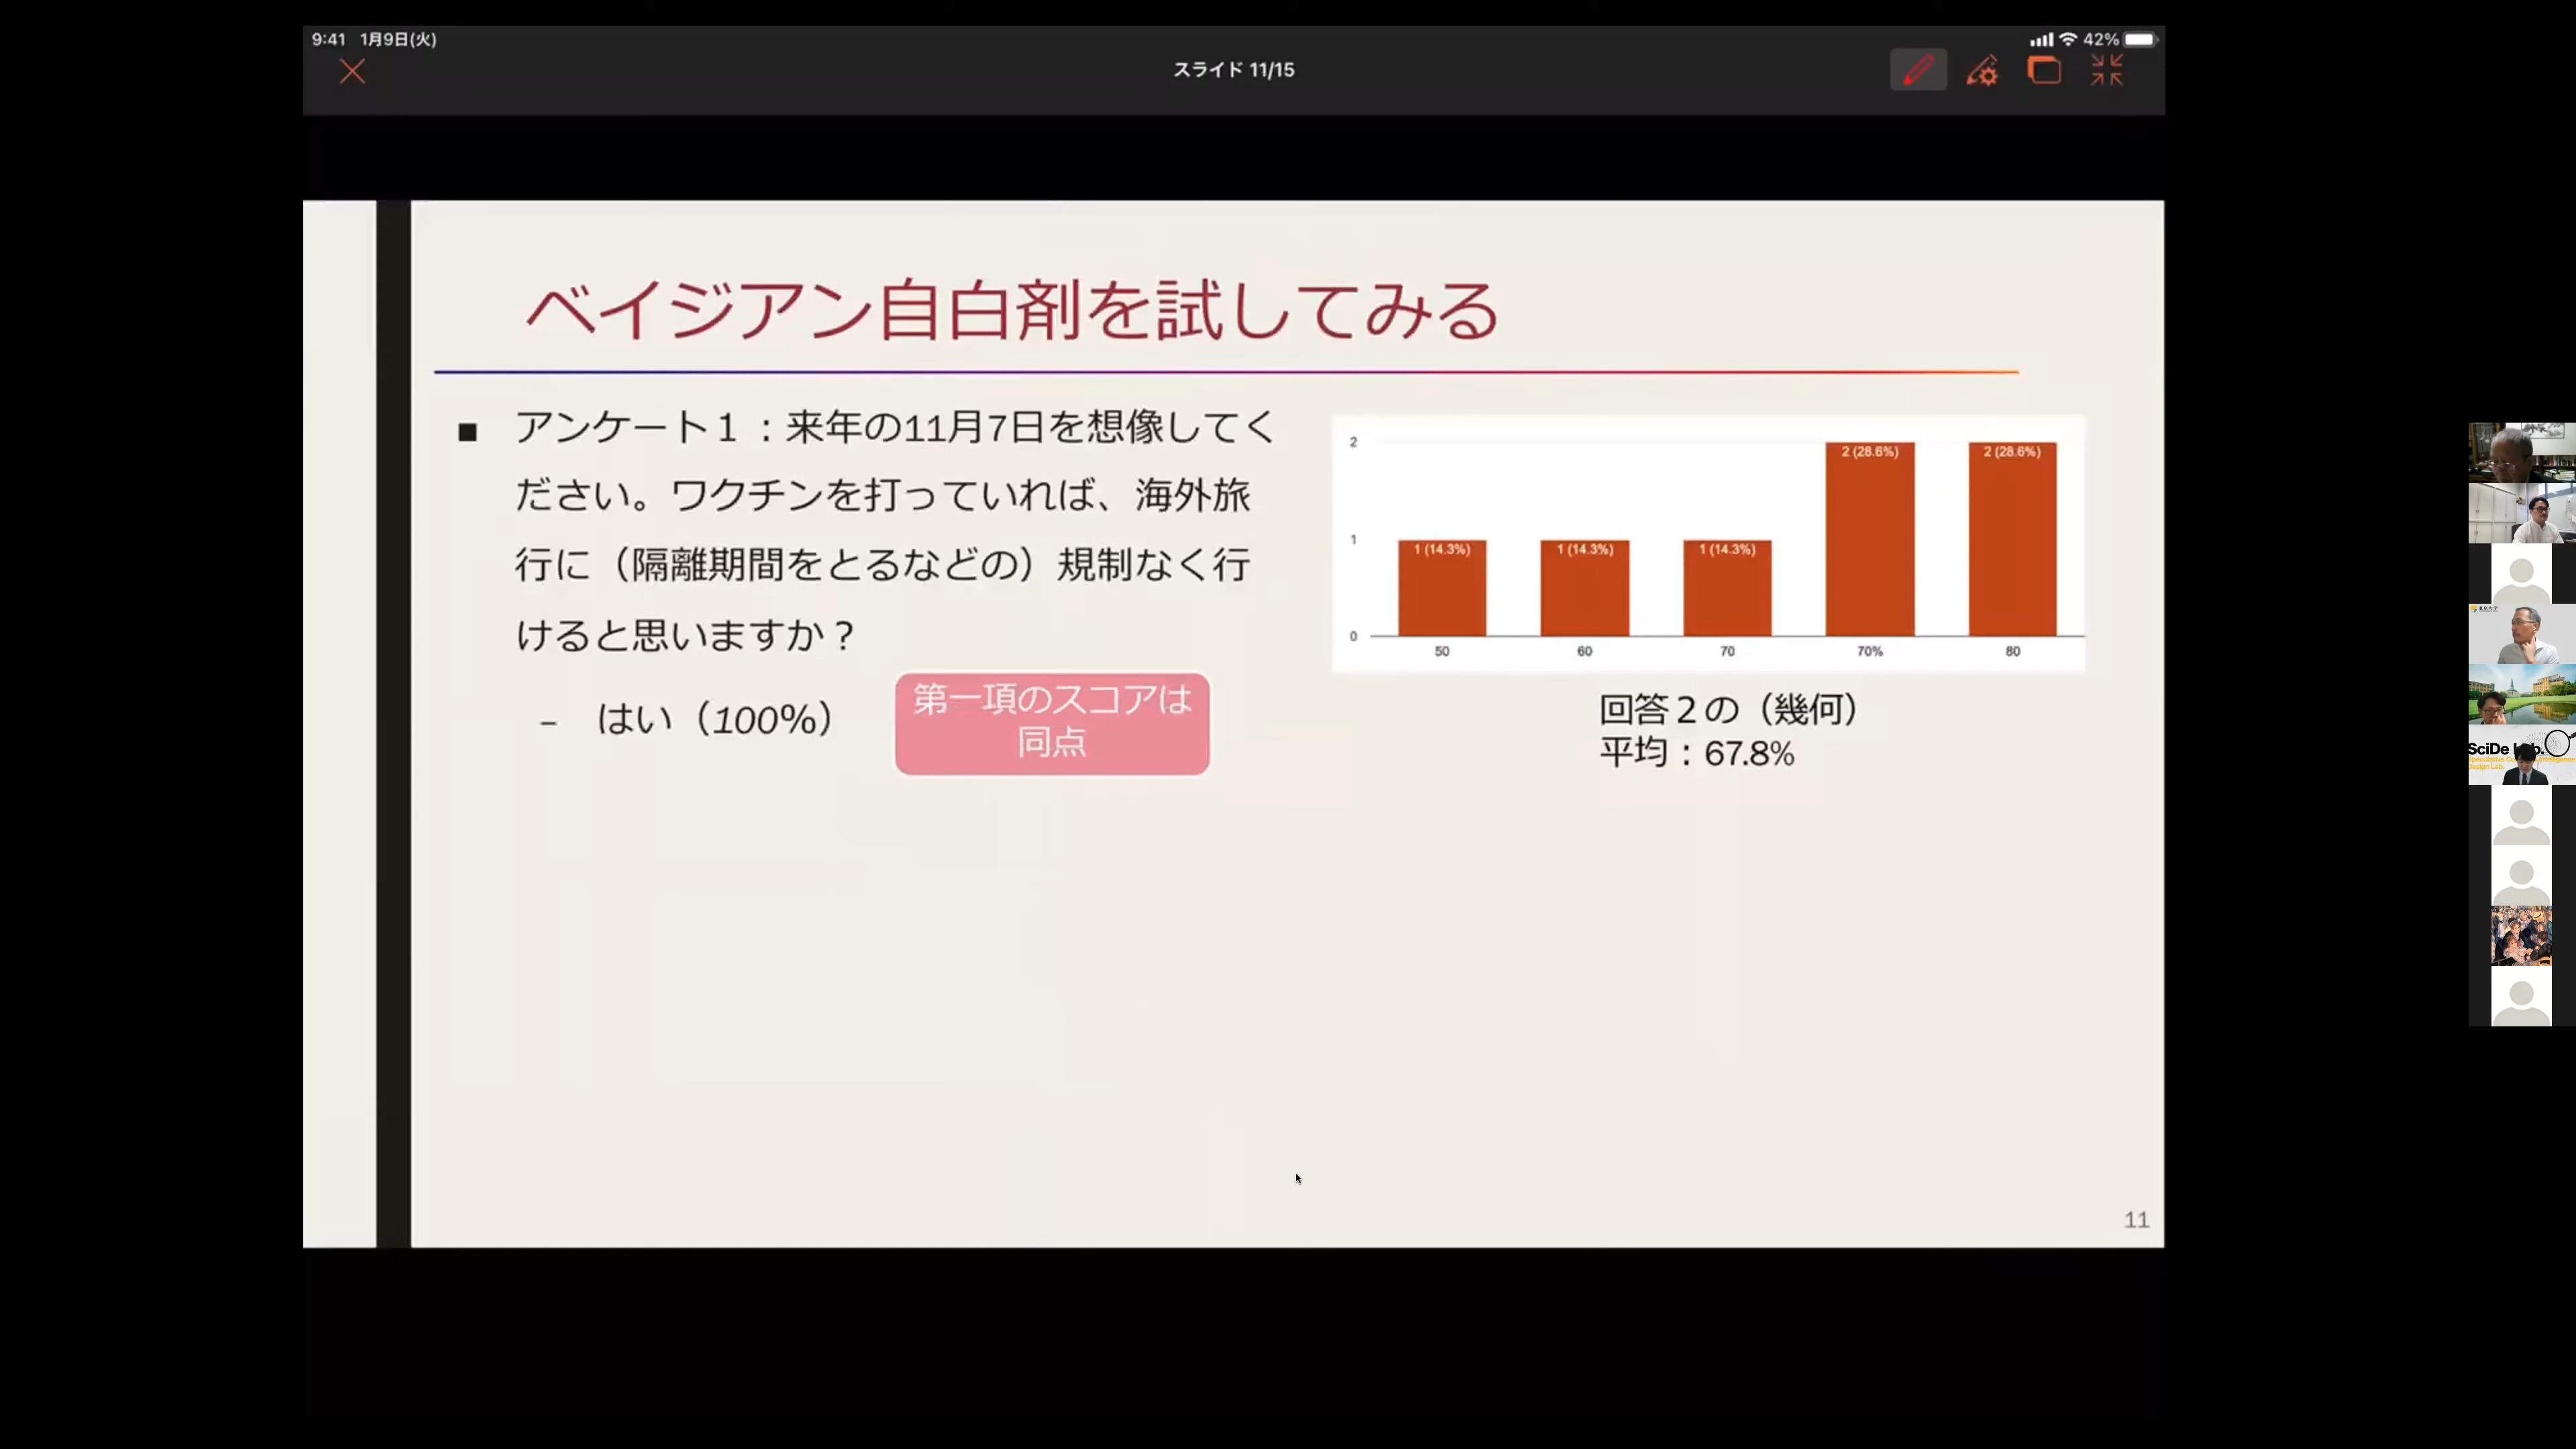 9:41 1月9日(火)
42%
スライド 11/15
ベイジアン自白剤を試してみる
■ アンケート１：来年の11月7日を想像してく
ださい。ワクチンを打っていれば、海外旅
行に（隔離期間をとるなどの）規制なく行
けると思いますか？
– はい（100%）
第一項のスコアは
同点
2
1
0
1 (14.3%)
1 (14.3%)
1 (14.3%)
2 (28.6%)
2 (28.6%)
50
60
70
70%
80
回答２の（幾何）
平均：67.8%
11
SciDe
Design Lab.